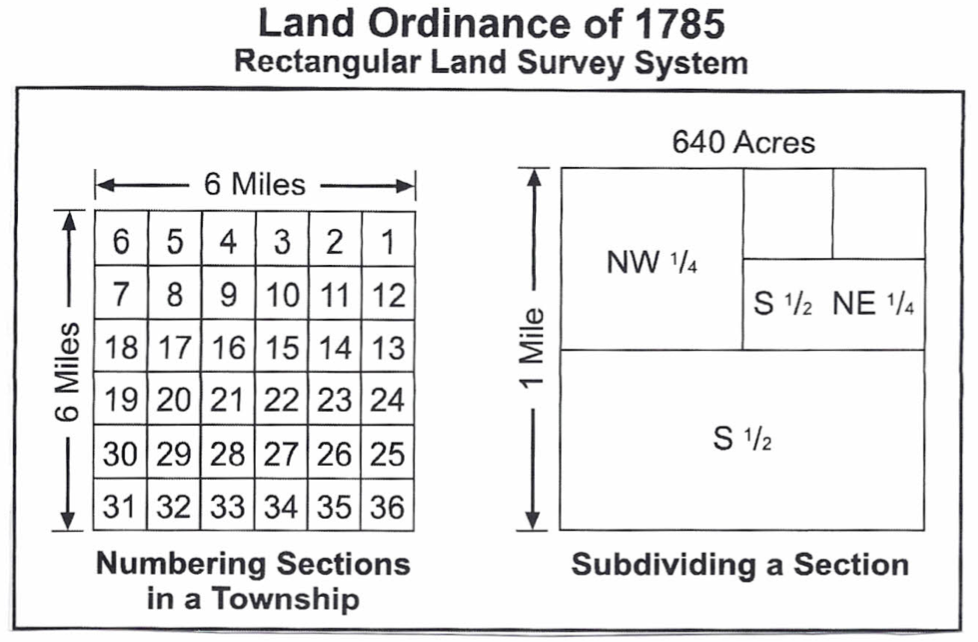 Land Ordinance of 1785
Rectangular Land Survey System
6 Miles
6 Miles
6 5 4 3 2 1
7 8 9 10 11 12
18 17 16 15 14 13
19 20 21 22 23 24
30 29 28 27 26 25
31 32 33 34 35 36
Numbering Sections
in a Township
640 Acres
1 Mile
NW 1/4
S 1/2 NE 1/4
S 1/2
Subdividing a Section